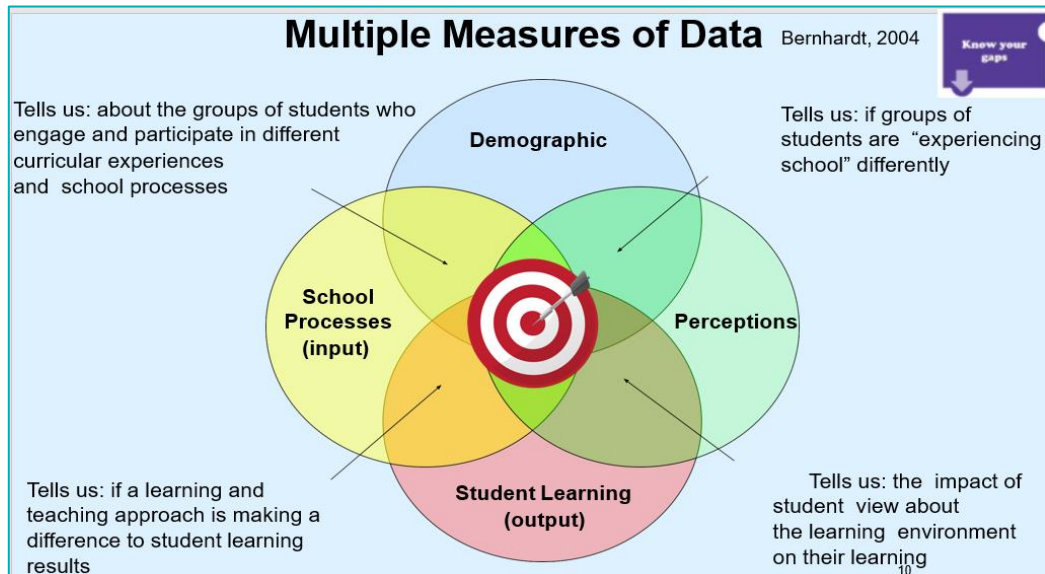 Multiple Measures of Data
Bernhardt, 2004
Know your
gaps
Tells us: about the groups of students who
engage and participate in different
curricular experiences
and school processes
Tells us: if groups of
students are “experiencing
school” differently
Demographic
School
Processes
(input)
Perceptions
Student Learning
(output)
Tells us: if a learning and
teaching approach is making a
difference to student learning
results
Tells us: the impact of
student view about
the learning environment
on their learning
10